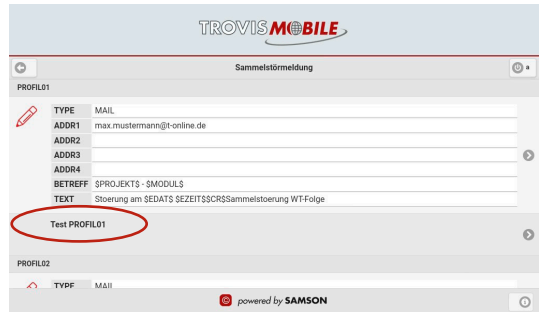 TROVIS MOBILE
Sammelstörmeldung
a
PROFIL01
TYPE MAIL
ADDR1 max.mustermann@t-online.de
ADDR2
ADDR3
ADDR4
BETREFF $PROJEKT$ - $MODUL$
TEXT Stoerung am $EDAT$ $EZEIT$$CR$Sammelstoerung WT-Folge
Test PROFIL01
PROFIL02
TYPE MAIL
© powered by SAMSON